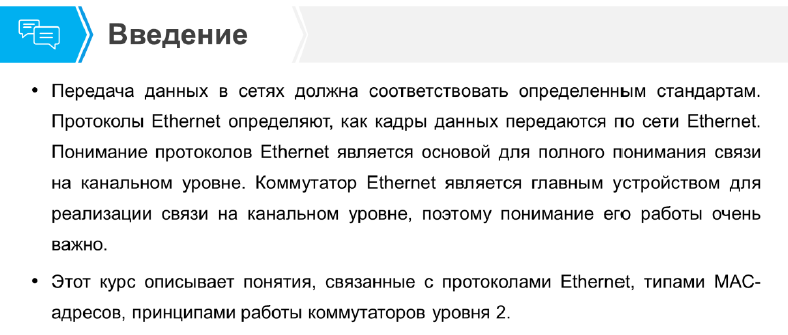 Введение
• Передача данных в сетях должна соответствовать определенным стандартам.
Протоколы Ethernet определяют, как кадры данных передаются по сети Ethernet.
Понимание протоколов Ethernet является основой для полного понимания связи
на канальном уровне. Коммутатор Ethernet является главным устройством для
реализации связи на канальном уровне, поэтому понимание его работы очень
важно.
• Этот курс описывает понятия, связанные с протоколами Ethernet, типами MAC-
адресов, принципами работы коммутаторов уровня 2.